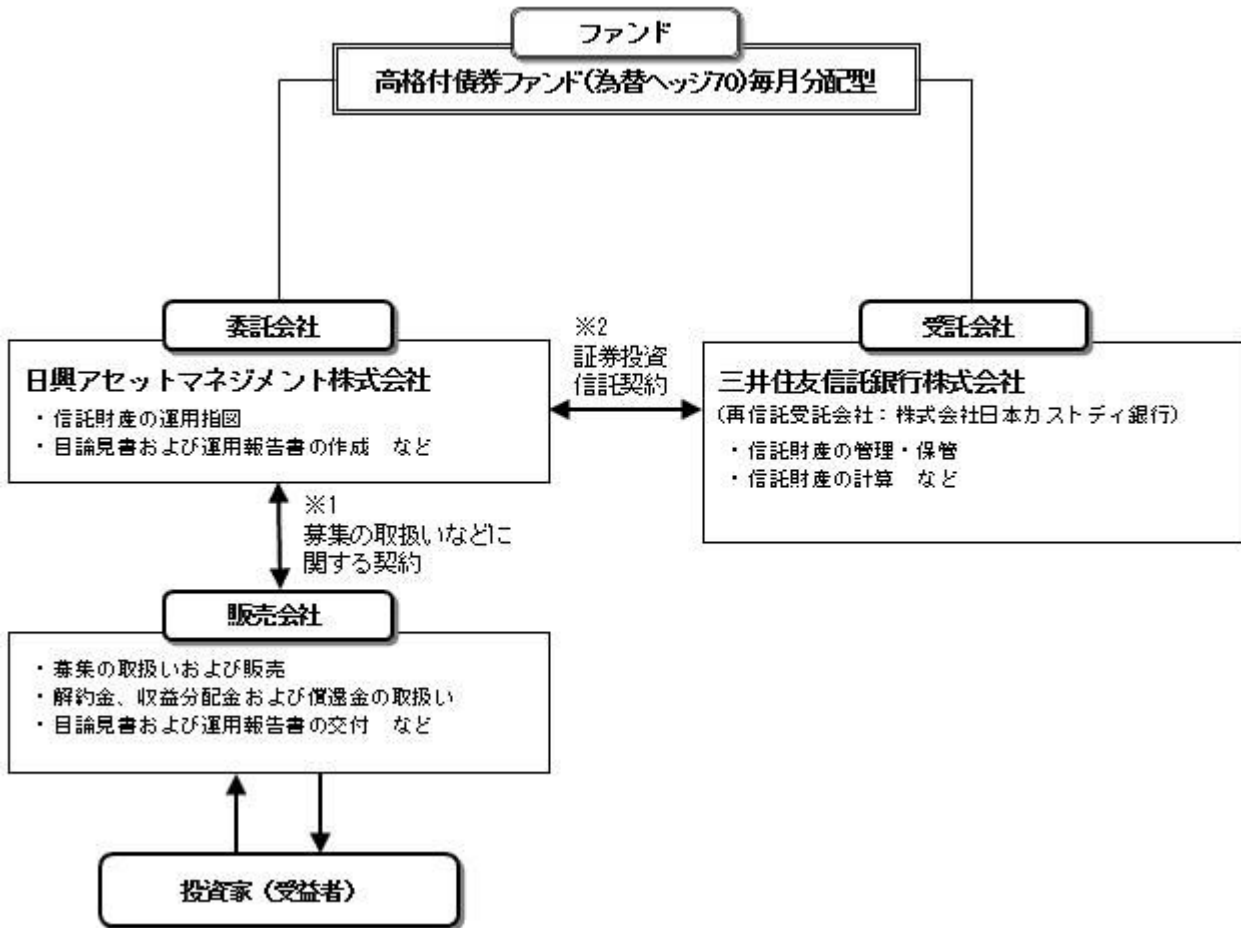 ファンド
高格付債券ファンド(為替ヘッジ70)毎月分配型
委託会社
日興アセットマネジメント株式会社
・信託財産の運用指図
・目論見書および運用報告書の作成　など
※2
証券投資
信託契約
受託会社
三井住友信託銀行株式会社
(再信託受託会社：株式会社日本カストディ銀行)
・信託財産の管理・保管
・信託財産の計算　など
※1
募集の取扱いなどに
関する契約
販売会社
・募集の取扱いおよび販売
・解約金、収益分配金および償還金の取扱い
・目論見書および運用報告書の交付　など
投資家（受益者）